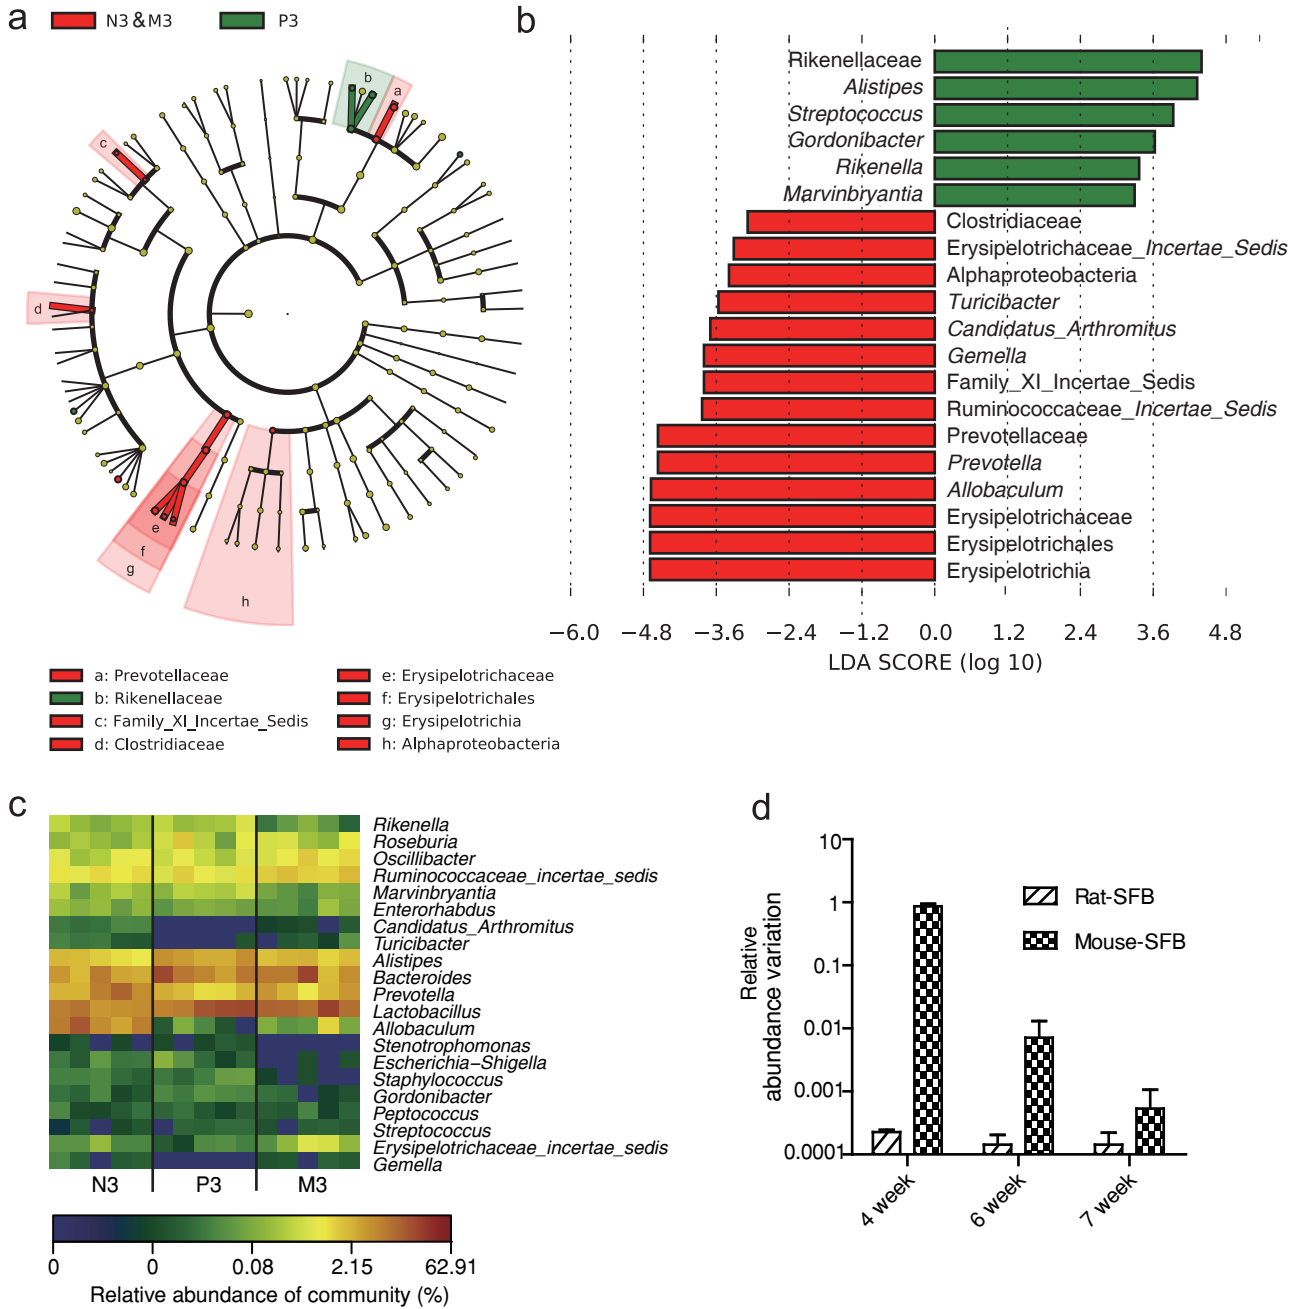 a
N3 & M3
P3
b
a
b
c
d
e
f
g
h
a: Prevotellaceae
b: Rikenellaceae
c: Family_XI_Incertae_Sedis
d: Clostridiaceae
e: Erysipelotrichaceae
f: Erysipelotrichales
g: Erysipelotrichia
h: Alphaproteobacteria
Rikenellaceae
Alistipes
Streptococcus
Gordonibacter
Rikenella
Marvinbryantia
Clostridiaceae
Erysipelotrichaceae_Incertae_Sedis
Alphaproteobacteria
Turicibacter
Candidatus_Arthromitus
Gemella
Family_XI_Incertae_Sedis
Ruminococcaceae_Incertae_Sedis
Prevotellaceae
Prevotella
Allobaculum
Erysipelotrichaceae
Erysipelotrichales
Erysipelotrichia
−6.0 −4.8 −3.6 −2.4 −1.2 0.0 1.2 2.4 3.6 4.8
LDA SCORE (log 10)
c
Rikenella
Roseburia
Oscillibacter
Ruminococcaceae_incertae_sedis
Marvinbryantia
Enterorhabdus
Candidatus_Arthromitus
Turicibacter
Alistipes
Bacteroides
Prevotella
Lactobacillus
Allobaculum
Stenotrophomonas
Escherichia−Shigella
Staphylococcus
Gordonibacter
Peptococcus
Streptococcus
Erysipelotrichaceae_incertae_sedis
Gemella
N3 P3 M3
0 0 0.08 2.15 62.91
Relative abundance of community (%)
d
Relative
abundance variation
10
1
0.1
0.01
0.001
0.0001
Rat-SFB
Mouse-SFB
4 week
6 week
7 week